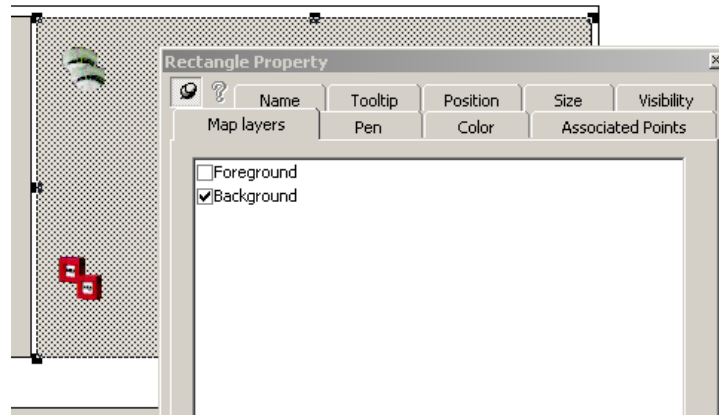 Rectangle Property
Name Tooltip Position Size Visibility
Map layers Pen Color Associated Points
Foreground
Background